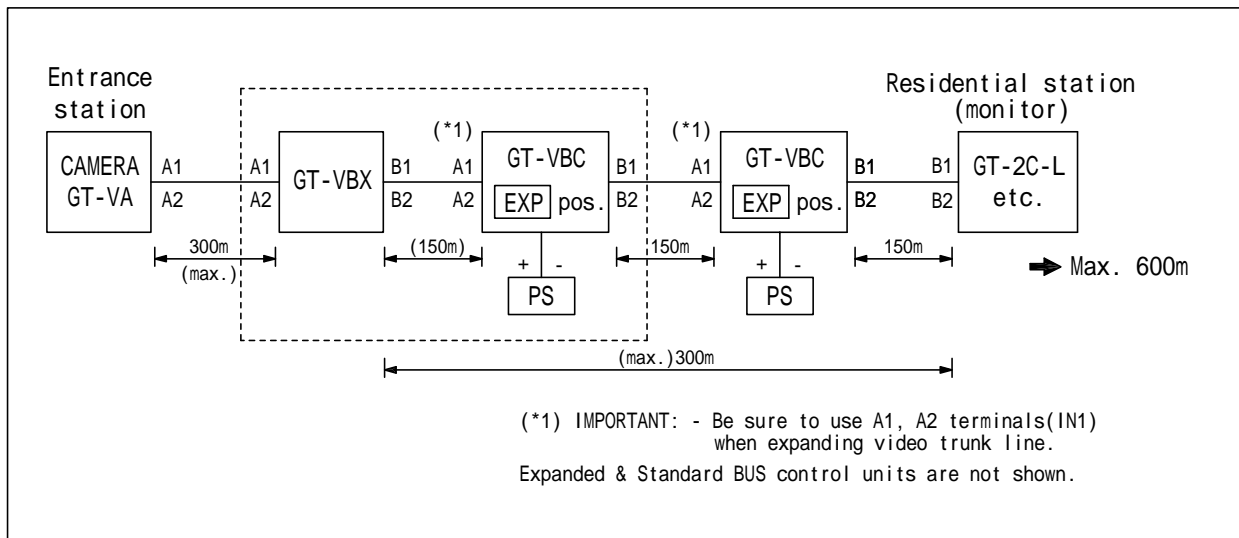 Entrance
station
Residential station
(monitor)
(*1)
(*1)
CAMERA
GT-VA
A1
A2
A1
A2
GT-VBX
B1
B2
A1
A2
GT-VBC
EXP pos.
B1
B2
A1
A2
GT-VBC
EXP pos.
B1
B2
B1
B2
GT-2C-L
etc.
300m
(max.)
(150m)
150m
150m
+ -
PS
+ -
PS
Max. 600m
(max.)300m
(*1) IMPORTANT: - Be sure to use A1, A2 terminals(IN1)
when expanding video trunk line.
Expanded & Standard BUS control units are not shown.